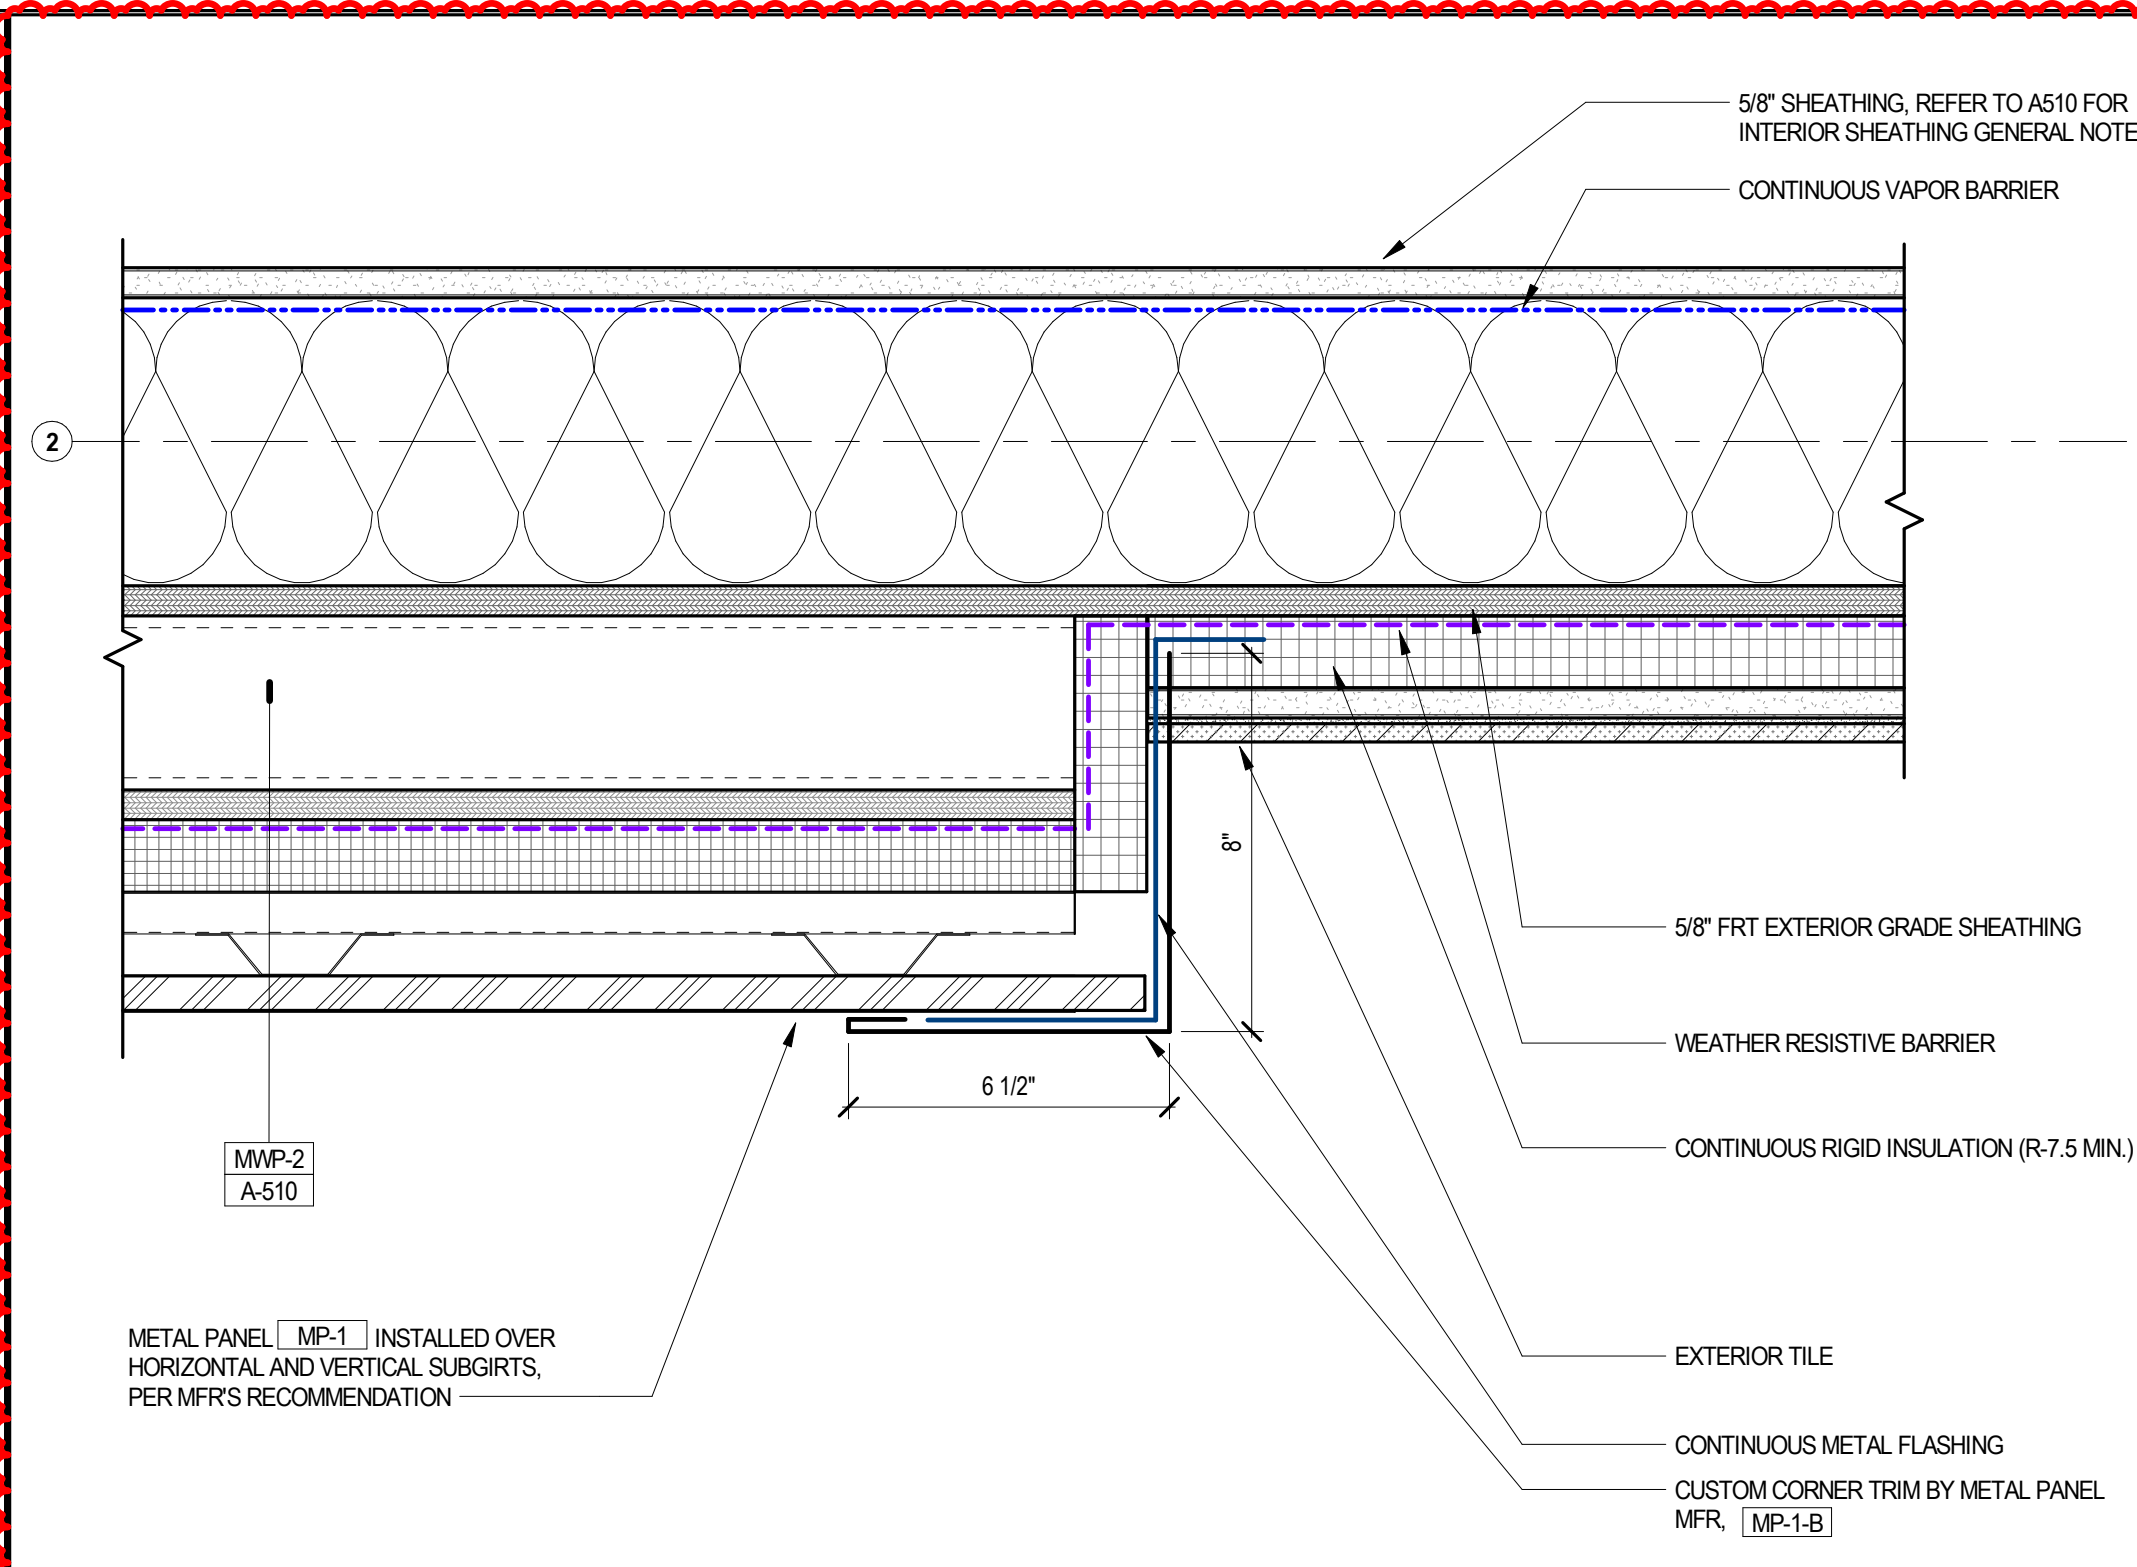 5/8" SHEATHING, REFER TO A510 FOR
INTERIOR SHEATHING GENERAL NOTE
CONTINUOUS VAPOR BARRIER
2
8"
5/8" FRT EXTERIOR GRADE SHEATHING
WEATHER RESISTIVE BARRIER
6 1/2"
CONTINUOUS RIGID INSULATION (R-7.5 MIN.)
MWP-2
A-510
METAL PANEL MP-1 INSTALLED OVER
HORIZONTAL AND VERTICAL SUBGIRTS,
PER MFR'S RECOMMENDATION
EXTERIOR TILE
CONTINUOUS METAL FLASHING
CUSTOM CORNER TRIM BY METAL PANEL
MFR, MP-1-B